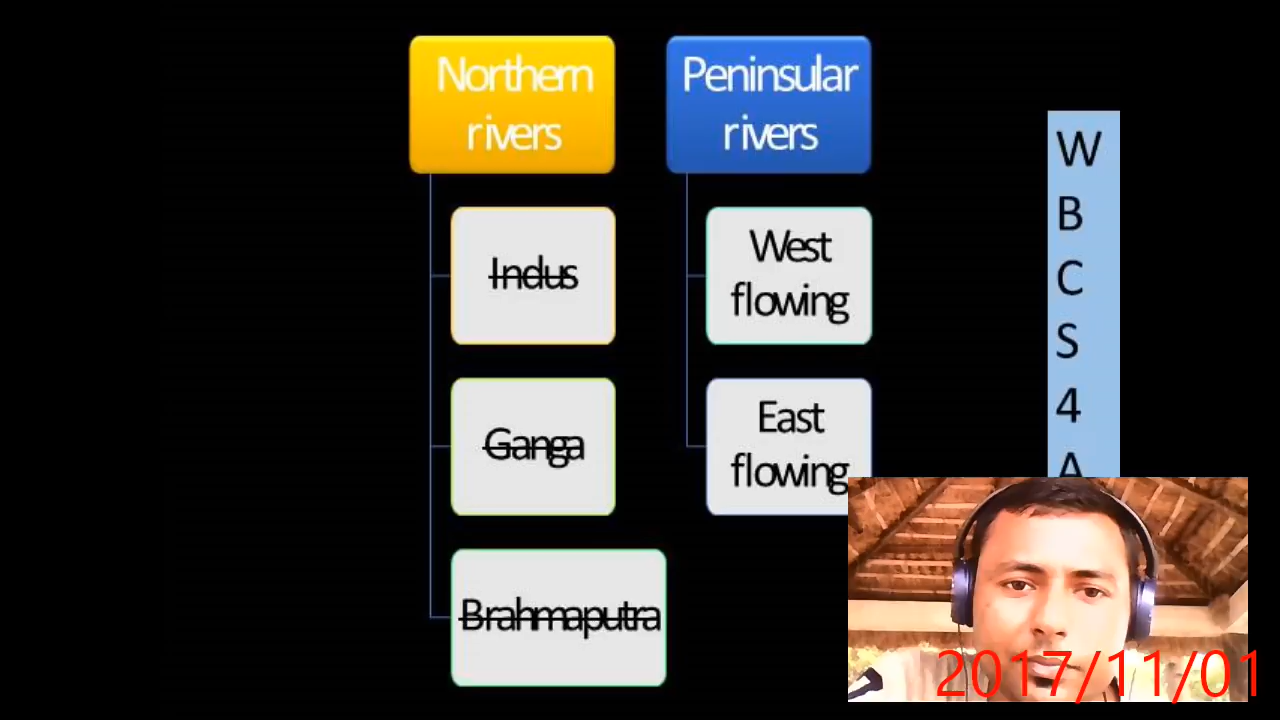 Northern
rivers
Indus
Ganga
Brahmaputra
Peninsular
rivers
West
flowing
East
flowing
W
B
C
S
4
A
2017/11/01